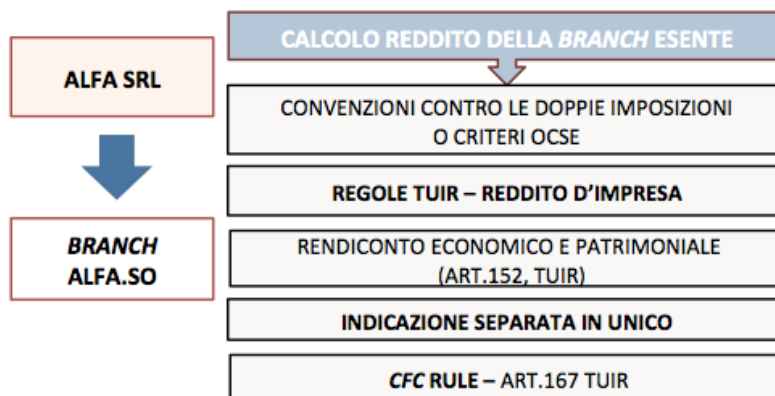 CALCOLO REDDITO DELLA BRANCH ESENTE
ALFA SRL
CONVENZIONI CONTRO LE DOPPIE IMPOSIZIONI
O CRITERI OCSE
REGOLE TUIR – REDDITO D'IMPRESA
BRANCH
ALFA.SO
RENDICONTO ECONOMICO E PATRIMONIALE
(ART.152, TUIR)
INDICAZIONE SEPARATA IN UNICO
CFC RULE – ART.167 TUIR